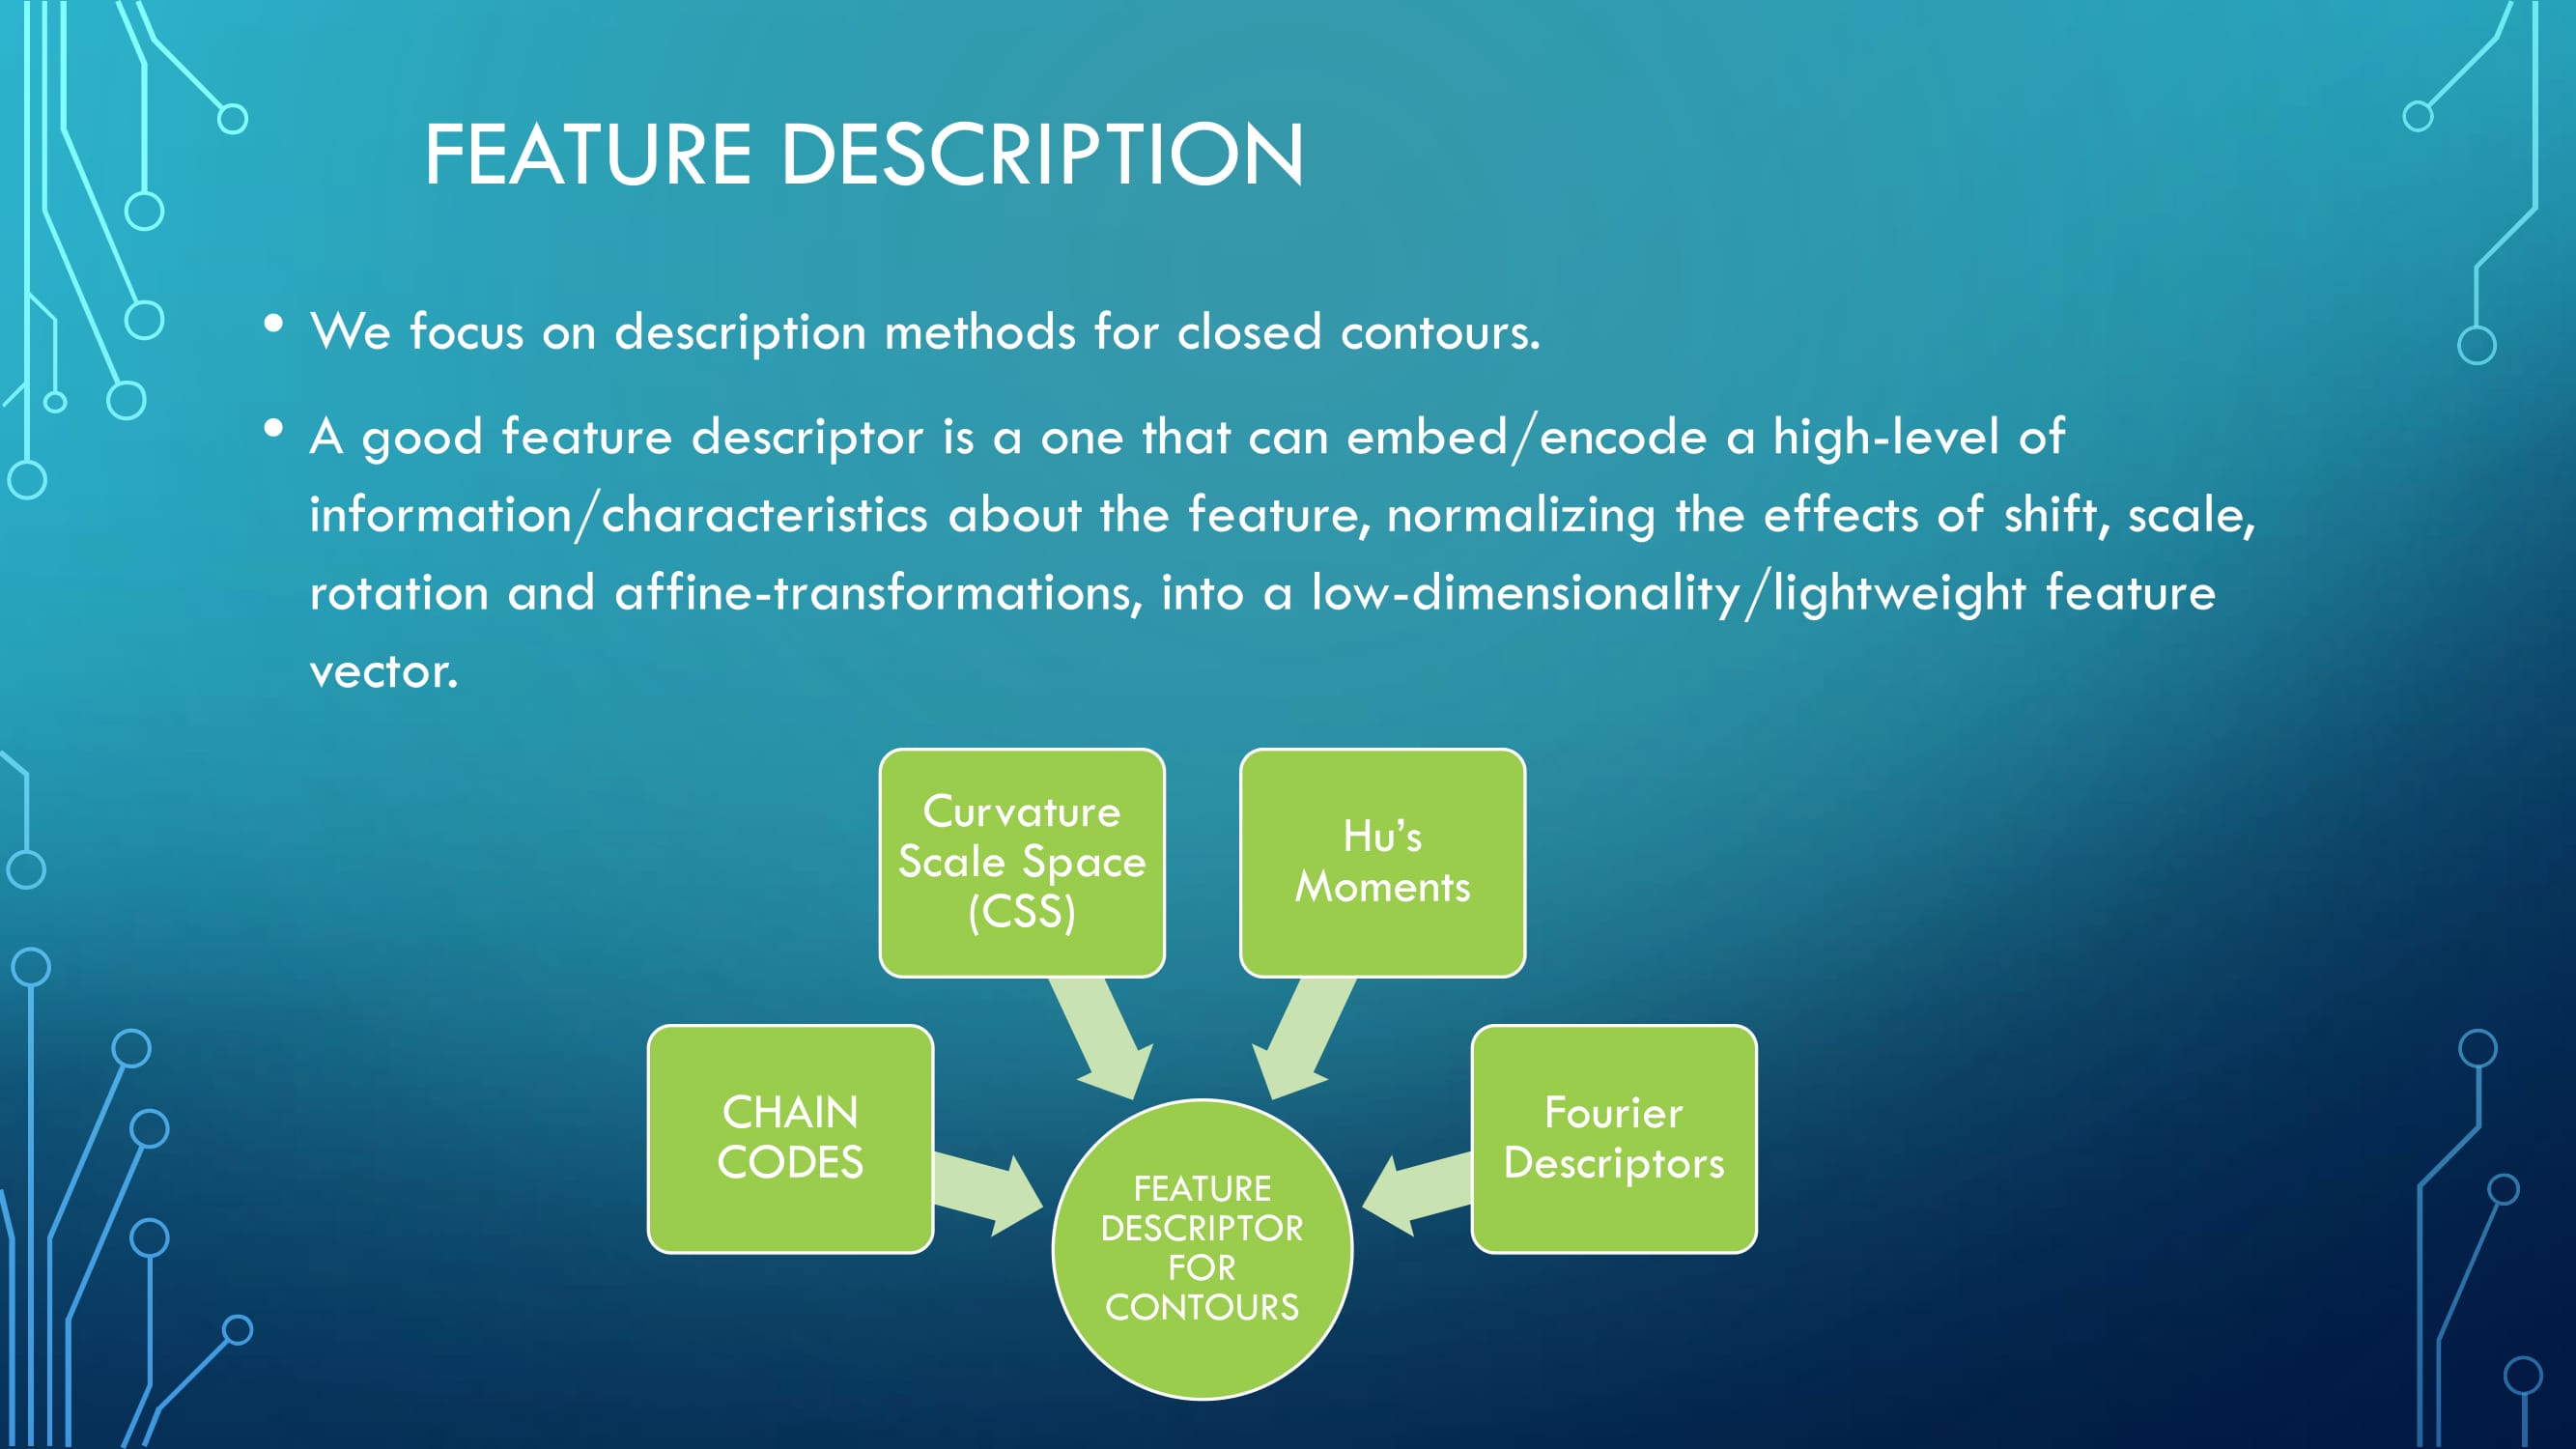 FEATURE DESCRIPTION
• We focus on description methods for closed contours.
• A good feature descriptor is a one that can embed/encode a high-level of
information/characteristics about the feature, normalizing the effects of shift, scale,
rotation and affine-transformations, into a low-dimensionality/lightweight feature
vector.
Curvature
Scale Space
(CSS)
Hu’s
Moments
CHAIN
CODES
Fourier
Descriptors
FEATURE
DESCRIPTOR
FOR
CONTOURS